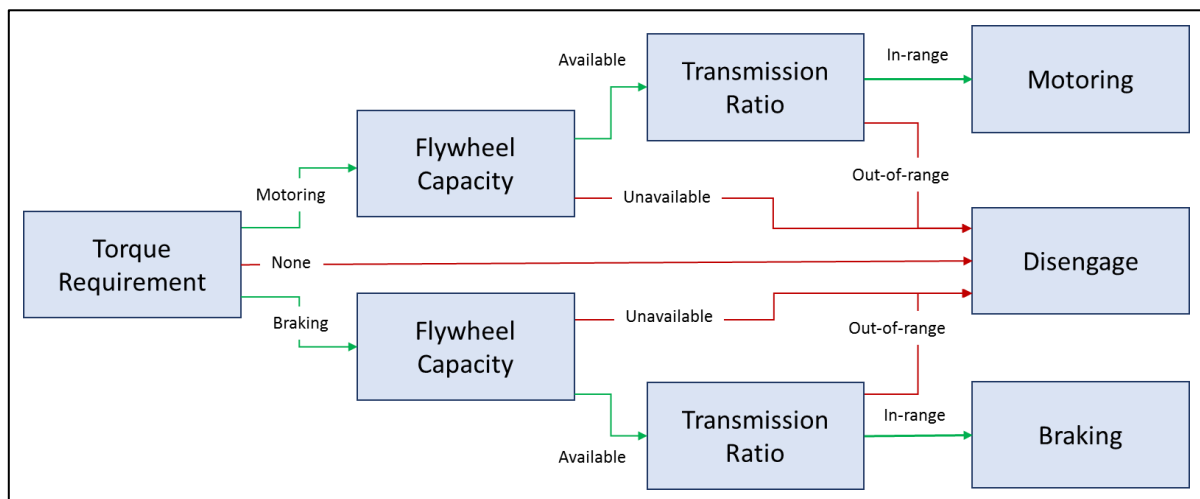 Available
Transmission
Ratio
In-range
Motoring
Flywheel
Capacity
Motoring
Unavailable
Out-of-range
Torque
Requirement
None
Disengage
Braking
Flywheel
Capacity
Unavailable
Out-of-range
Available
Transmission
Ratio
In-range
Braking